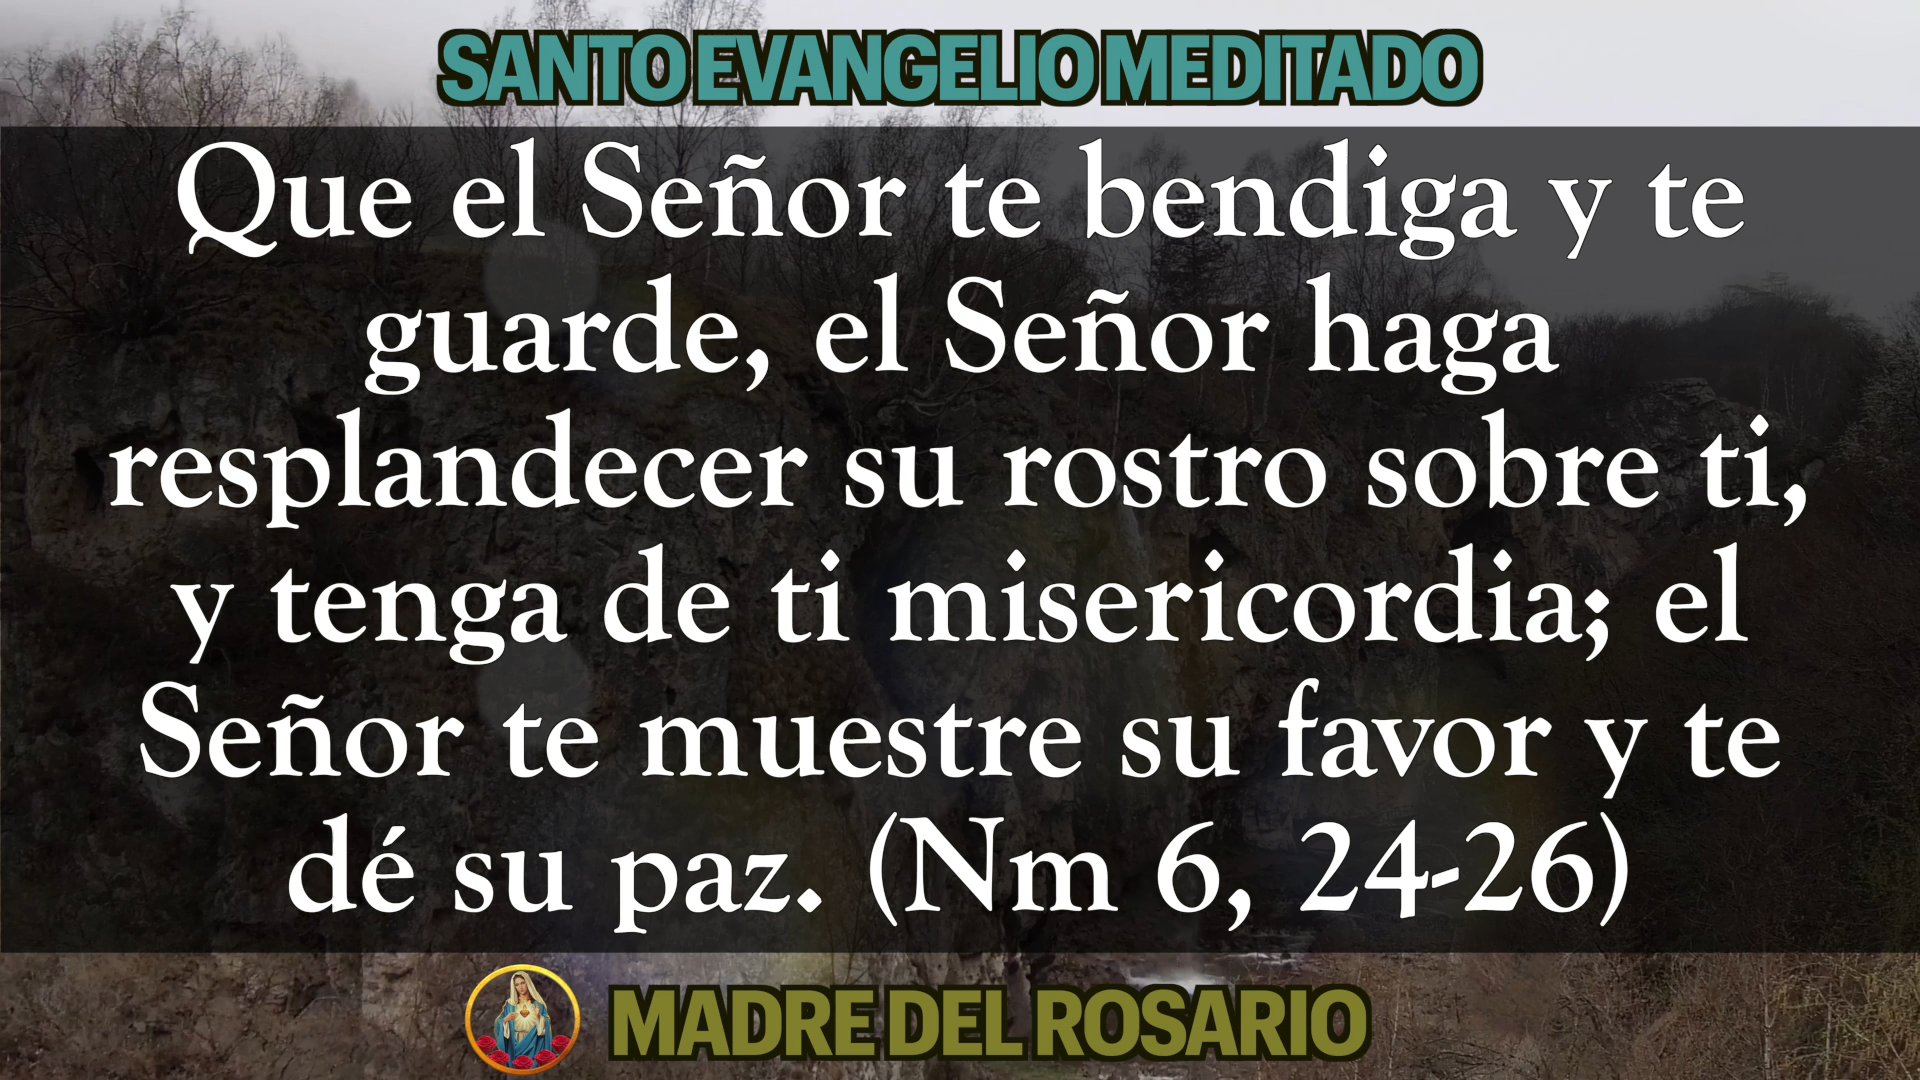 SANTO EVANGELIO MEDITADO
Que el Señor te bendiga y te
guarde, el Señor haga
resplandecer su rostro sobre ti,
y tenga de ti misericordia; el
Señor te muestre su favor y te
dé su paz. (Nm 6, 24-26)
MADRE DEL ROSARIO